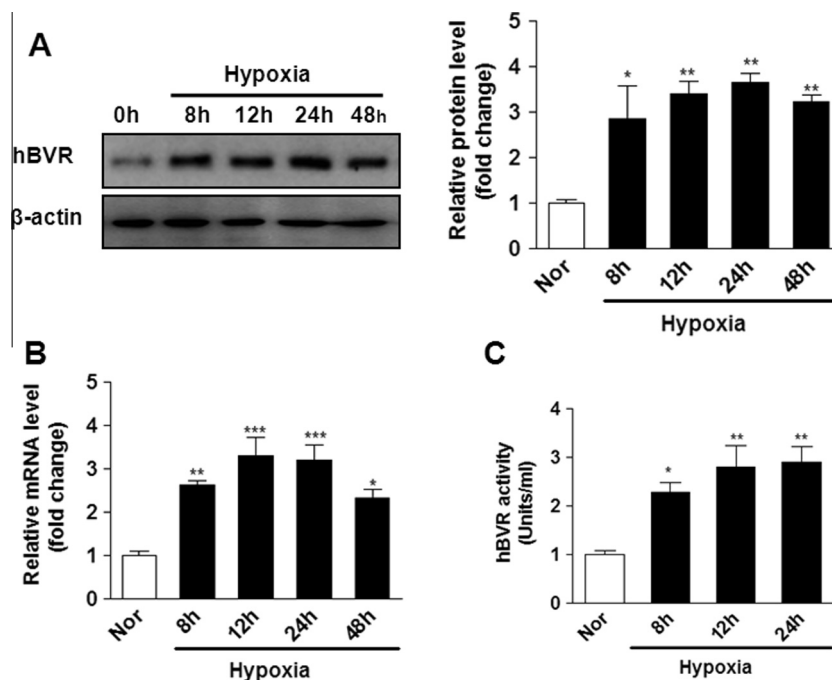 A
Hypoxia
0h 8h 12h 24h 48h
hBVR
β-actin
Relative protein level
(fold change)
5
4
3
2
1
0
*
**
**
**
Nor 8h 12h 24h 48h
Hypoxia
B
Relative mRNA level
(fold change)
5
4
3
2
1
0
**
***
***
*
Nor 8h 12h 24h 48h
Hypoxia
C
hBVR activity
(Units/ml)
4
3
2
1
0
*
**
**
Nor 8h 12h 24h
Hypoxia